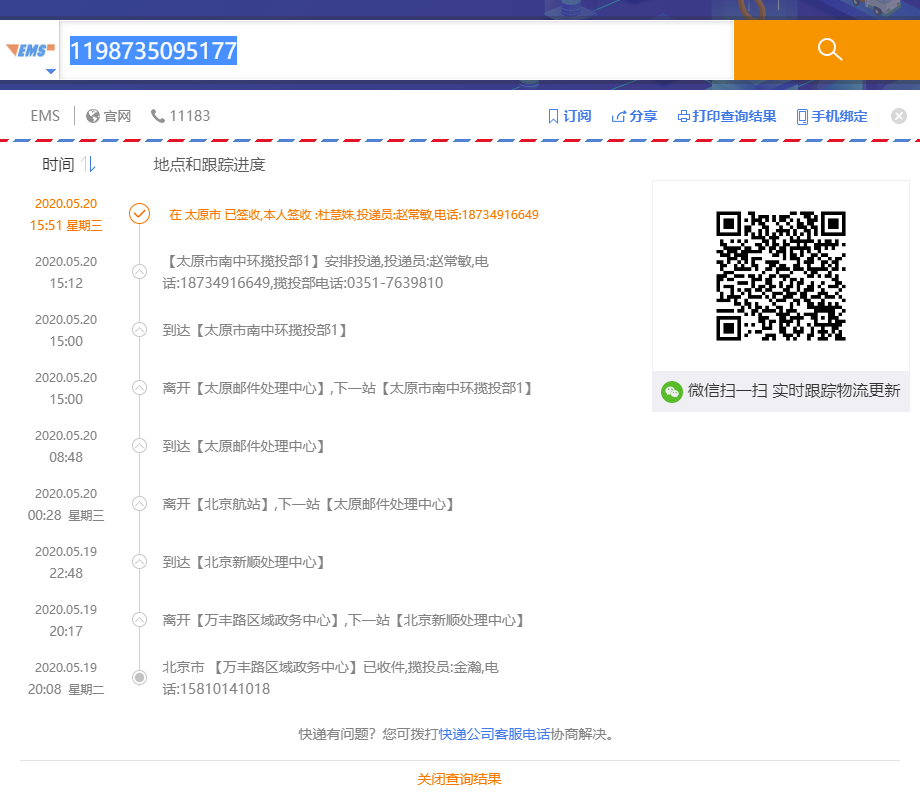 EMS
1198735095177
EMS 官网 11183 订阅 分享 打印查询结果 手机绑定
时间 地点和跟踪进度
2020.05.20
15:51 星期三
在 太原市 已签收,本人签收 :杜慧姝,投递员:赵常敏,电话:18734916649
2020.05.20
15:12
【太原市南中环揽投部1】安排投递,投递员:赵常敏,电
话:18734916649,揽投部电话:0351-7639810
2020.05.20
15:00
到达【太原市南中环揽投部1】
2020.05.20
15:00
离开【太原邮件处理中心】,下一站【太原市南中环揽投部1】
2020.05.20
08:48
到达【太原邮件处理中心】
2020.05.20
00:28 星期三
离开【北京航站】,下一站【太原邮件处理中心】
2020.05.19
22:48
到达【北京新顺处理中心】
2020.05.19
20:17
离开【万丰路区域政务中心】,下一站【北京新顺处理中心】
2020.05.19
20:08 星期二
北京市 【万丰路区域政务中心】已收件,揽投员:金瀚,电
话:15810141018
微信扫一扫 实时跟踪物流更新
快递有问题？您可拨打快递公司客服电话协商解决。
关闭查询结果